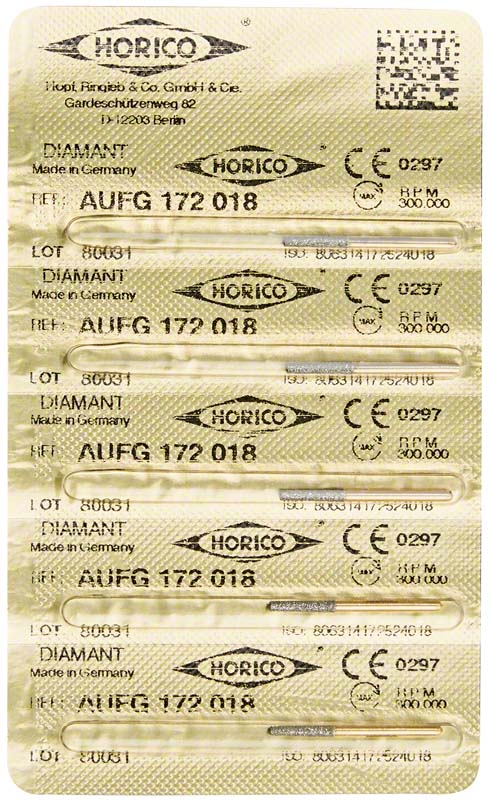 HORICO ®
Hopf, Ringleb & Co. GmbH & Cie.
Gardeschützenweg 82
D-12203 Berlin
DIAMANT
Made in Germany
HORICO
CE 0297
REF.: AUFG 172 018
MAX
RPM
300.000
LOT 80031
ISO: 806314172524018
DIAMANT
Made in Germany
HORICO
CE 0297
REF.: AUFG 172 018
MAX
RPM
300.000
LOT 80031
ISO: 806314172524018
DIAMANT
Made in Germany
HORICO
CE 0297
REF.: AUFG 172 018
MAX
RPM
300.000
LOT 80031
ISO: 806314172524018
DIAMANT
Made in Germany
HORICO
CE 0297
REF.: AUFG 172 018
MAX
RPM
300.000
LOT 80031
ISO: 806314172524018
DIAMANT
Made in Germany
HORICO
CE 0297
REF.: AUFG 172 018
MAX
RPM
300.000
LOT 80031
ISO: 806314172524018